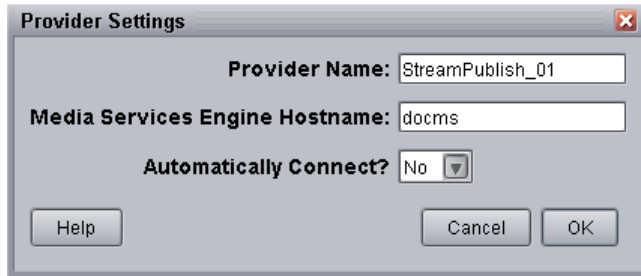 Provider Settings
Provider Name: StreamPublish_01
Media Services Engine Hostname: docms
Automatically Connect? No
Help Cancel OK